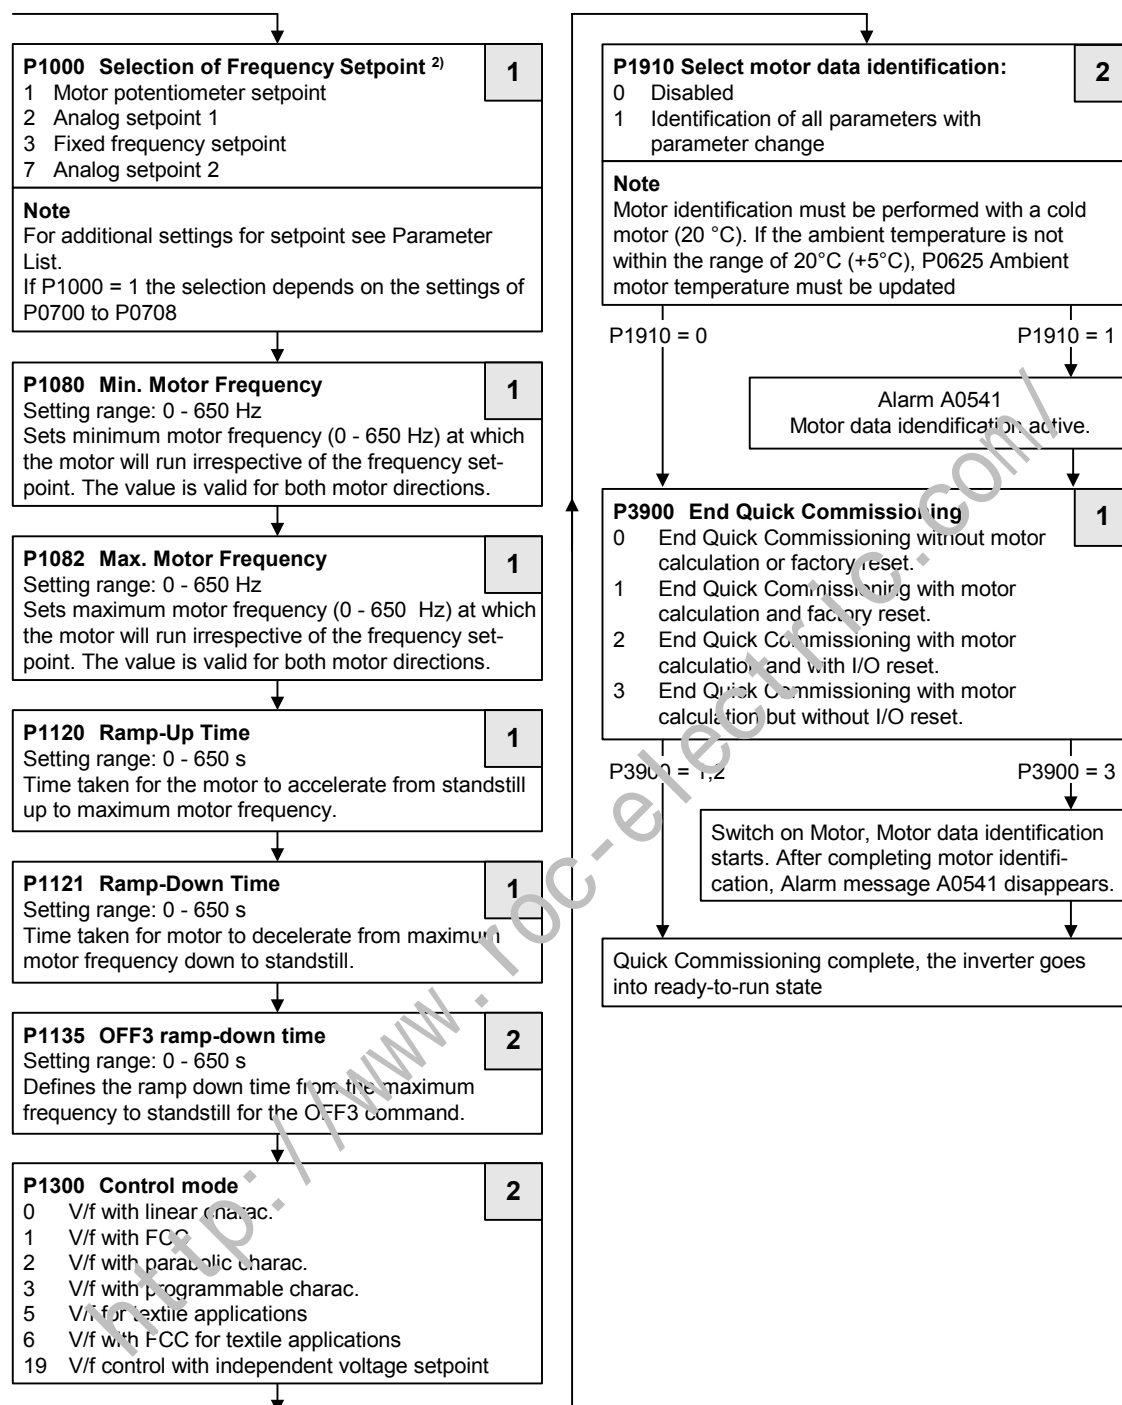 P1000 Selection of Frequency Setpoint 2)
1
1 Motor potentiometer setpoint
2 Analog setpoint 1
3 Fixed frequency setpoint
7 Analog setpoint 2
Note
For additional settings for setpoint see Parameter
List.
If P1000 = 1 the selection depends on the settings of
P0700 to P0708
P1080 Min. Motor Frequency
1
Setting range: 0 - 650 Hz
Sets minimum motor frequency (0 - 650 Hz) at which
the motor will run irrespective of the frequency set-
point. The value is valid for both motor directions.
P1082 Max. Motor Frequency
1
Setting range: 0 - 650 Hz
Sets maximum motor frequency (0 - 650 Hz) at which
the motor will run irrespective of the frequency set-
point. The value is valid for both motor directions.
P1120 Ramp-Up Time
1
Setting range: 0 - 650 s
Time taken for the motor to accelerate from standstill
up to maximum motor frequency.
P1121 Ramp-Down Time
1
Setting range: 0 - 650 s
Time taken for motor to decelerate from maximum
motor frequency down to standstill.
P1135 OFF3 ramp-down time
2
Setting range: 0 - 650 s
Defines the ramp down time from the maximum
frequency to standstill for the OFF3 command.
P1300 Control mode
2
0 V/f with linear charac.
1 V/f with FCC
2 V/f with parabolic charac.
3 V/f with programmable charac.
5 V/f for textile applications
6 V/f with FCC for textile applications
19 V/f control with independent voltage setpoint
P1910 Select motor data identification:
2
0 Disabled
1 Identification of all parameters with
parameter change
Note
Motor identification must be performed with a cold
motor (20 °C). If the ambient temperature is not
within the range of 20°C (+5°C), P0625 Ambient
motor temperature must be updated
P1910 = 0
P1910 = 1
Alarm A0541
Motor data idendification active.
P3900 End Quick Commissioning
1
0 End Quick Commissioning without motor
calculation or factory reset.
1 End Quick Commissioning with motor
calculation and factory reset.
2 End Quick Commissioning with motor
calculation and with I/O reset.
3 End Quick Commissioning with motor
calculation but without I/O reset.
P3900 = 1,2
P3900 = 3
Switch on Motor, Motor data identification
starts. After completing motor identifi-
cation, Alarm message A0541 disappears.
Quick Commissioning complete, the inverter goes
into ready-to-run state
http://www.roc-electric.com/